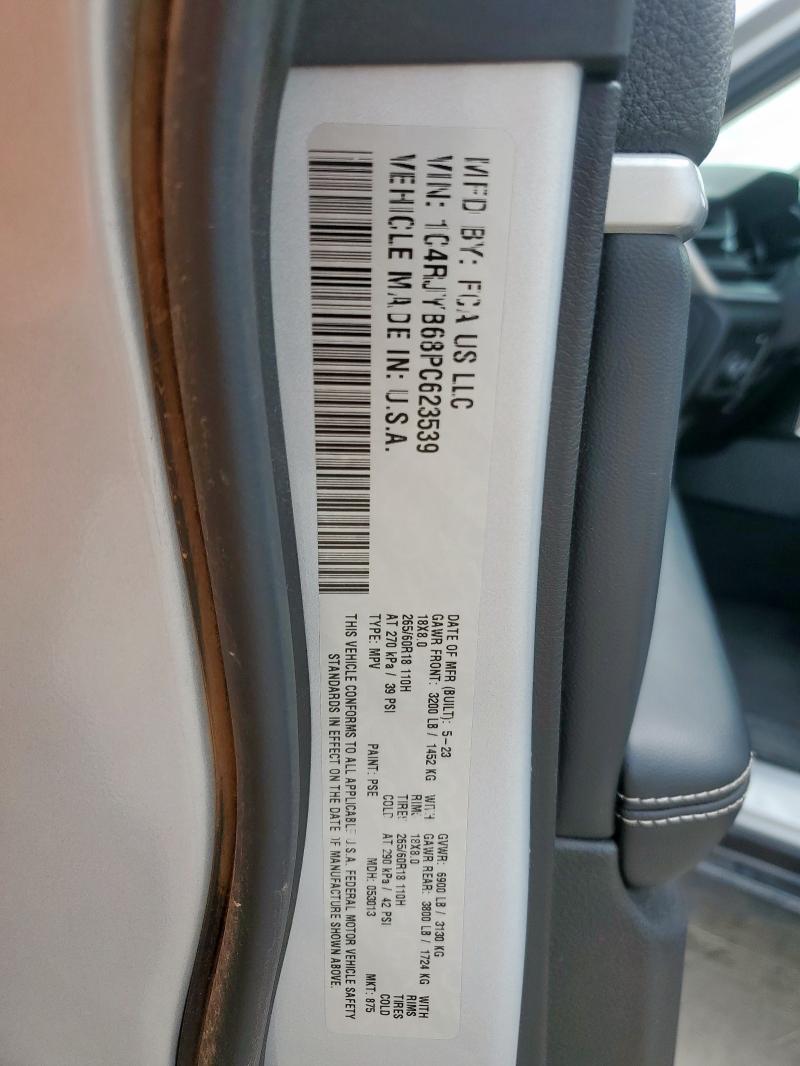 MFD BY: FCA US LLC
VIN: 1C4RJYB68PC623539
VEHICLE MADE IN: U.S.A.
DATE OF MFR (BUILT): 5-23 GVWR: 6900 LB / 3130 KG
GAWR FRONT: 3200 LB / 1452 KG WITH GAWR REAR: 3800 LB / 1724 KG WITH
18X8.0 RIMS 18X8.0 RIMS
265/60R18 110H TIRES 265/60R18 110H TIRES
AT 270 kPa / 39 PSI COLD AT 290 kPa / 42 PSI COLD
TYPE: MPV PAINT: PSE MDH: 053013 MKT: 875
THIS VEHICLE CONFORMS TO ALL APPLICABLE U.S.A. FEDERAL MOTOR VEHICLE SAFETY
STANDARDS IN EFFECT ON THE DATE OF MANUFACTURE SHOWN ABOVE.